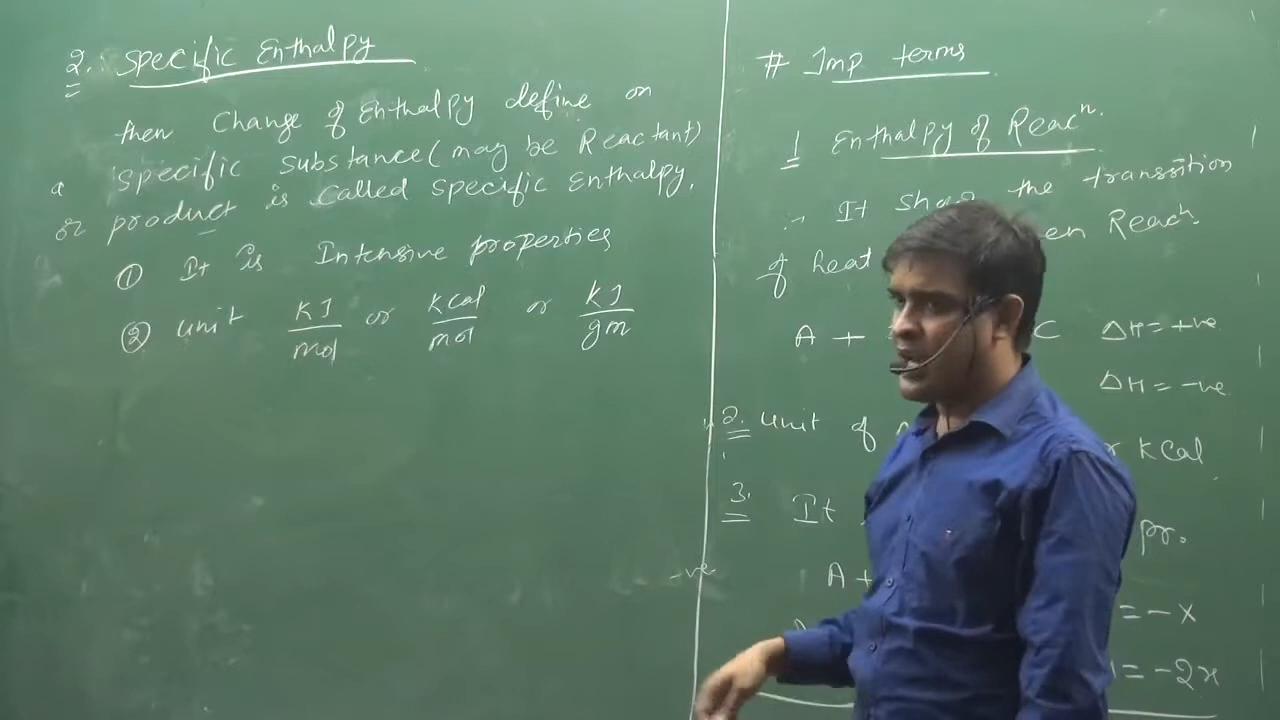 2. Specific Enthalpy
then Change of Enthalpy define on
a specific substance (may be Reactant)
or product is called specific Enthalpy.
① It is Intensive properties
② unit kJ/mol or kcal/mol or kJ/gm
# Imp terms
1 Enthalpy of Reacⁿ.
:- It the transition
of heat Reacⁿ.
A + C ΔH = +ve
ΔH = -ve
2. unit of kCal
3. It pr.
-ve
A + = -x
= -2x